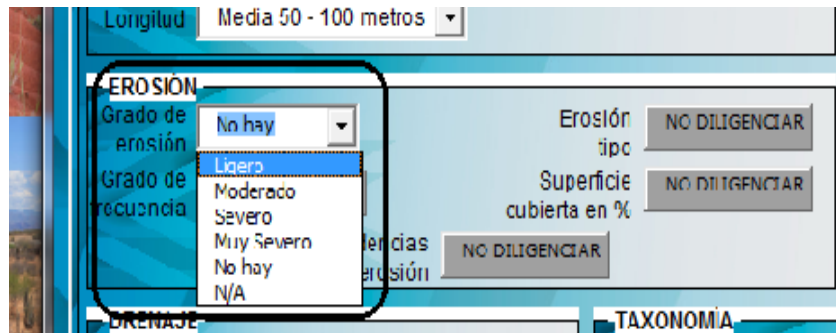 Longitud Media 50 - 100 metros
EROSIÓN
Grado de erosión No hay
Erosión tipo NO DILIGENCIAR
Ligero
Moderado
Severo
Muy Severo
No hay
N/A
Grado de frecuencia
Superficie cubierta en % NO DILIGENCIAR
erosión NO DILIGENCIAR
DRENAJE
TAXONOMÍA